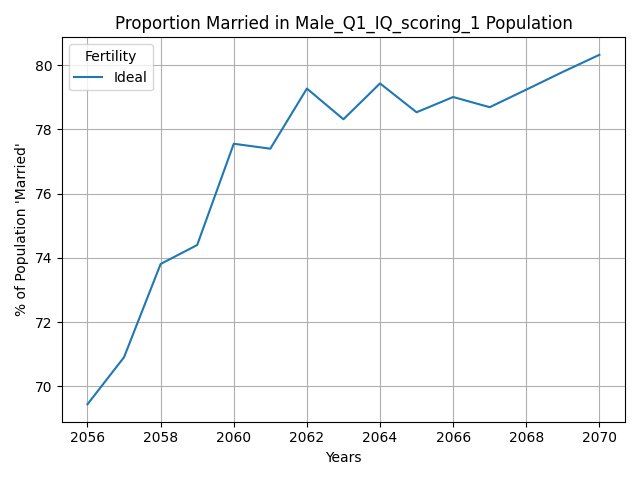 Proportion Married in Male_Q1_IQ_scoring_1 Population
Fertility
Ideal
% of Population 'Married'
80
78
76
74
72
70
2056 2058 2060 2062 2064 2066 2068 2070
Years